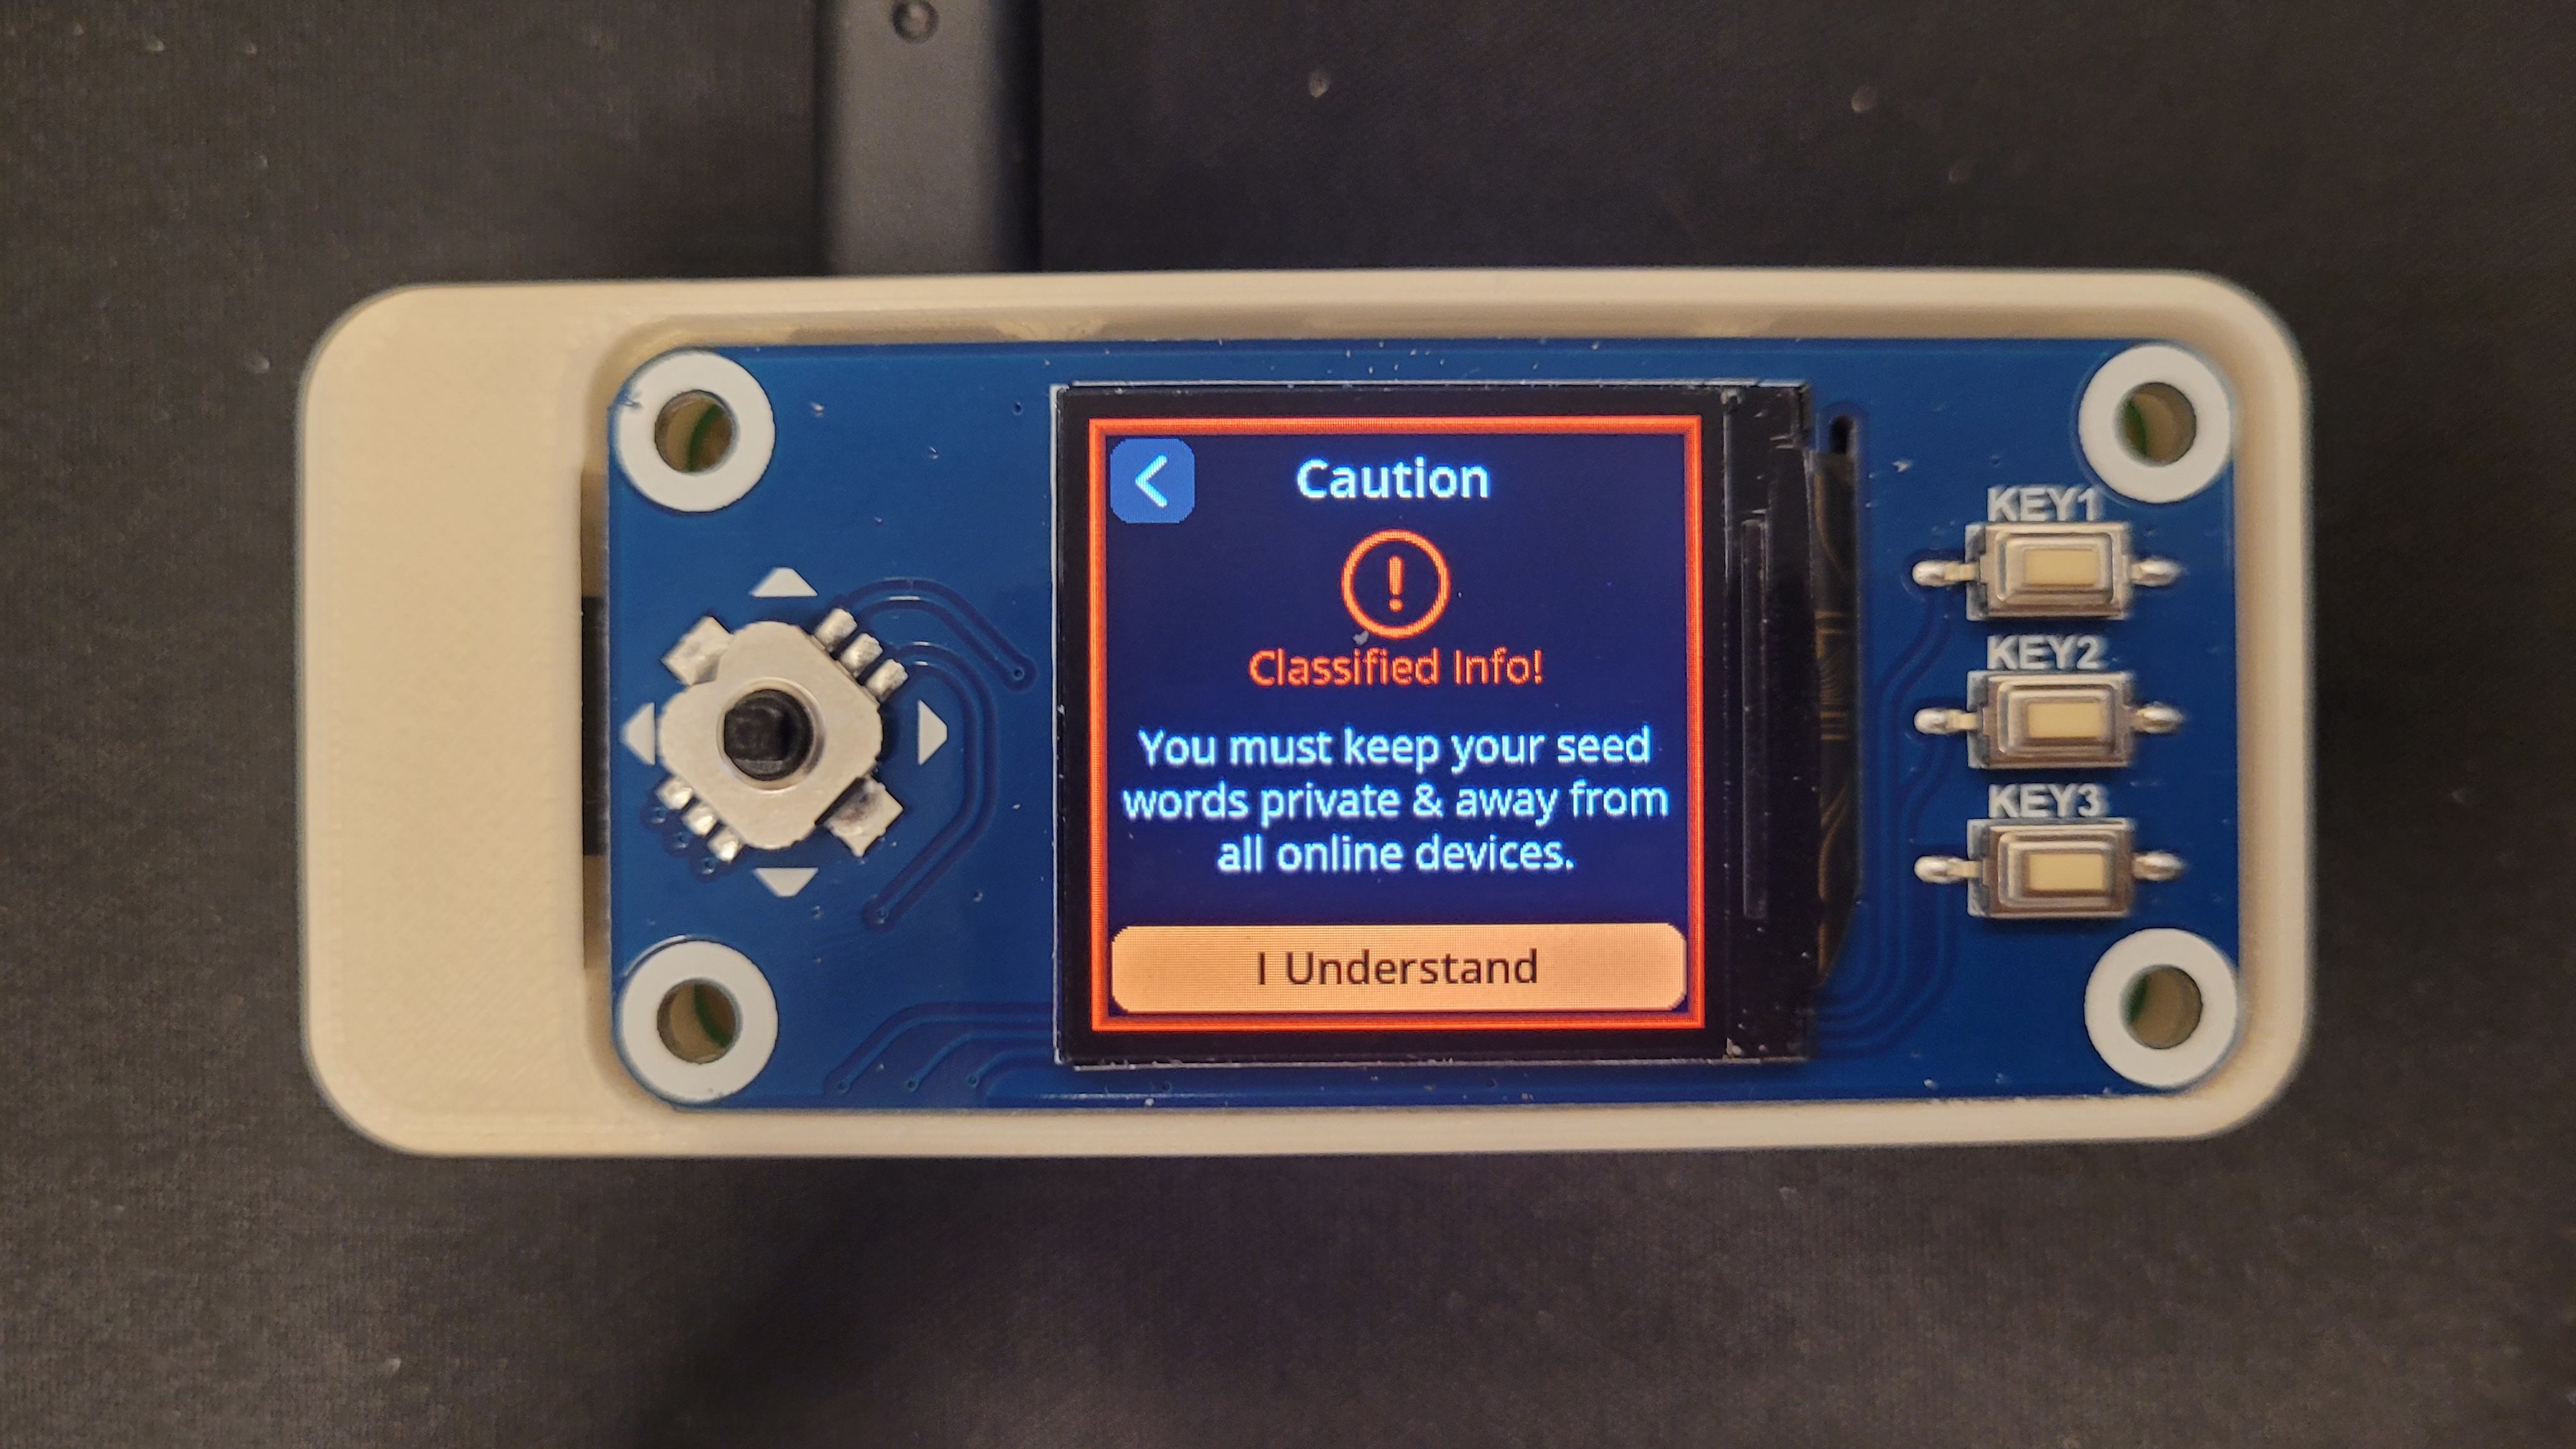 Caution
Classified Info!
You must keep your seed
words private & away from
all online devices.
I Understand
KEY1
KEY2
KEY3